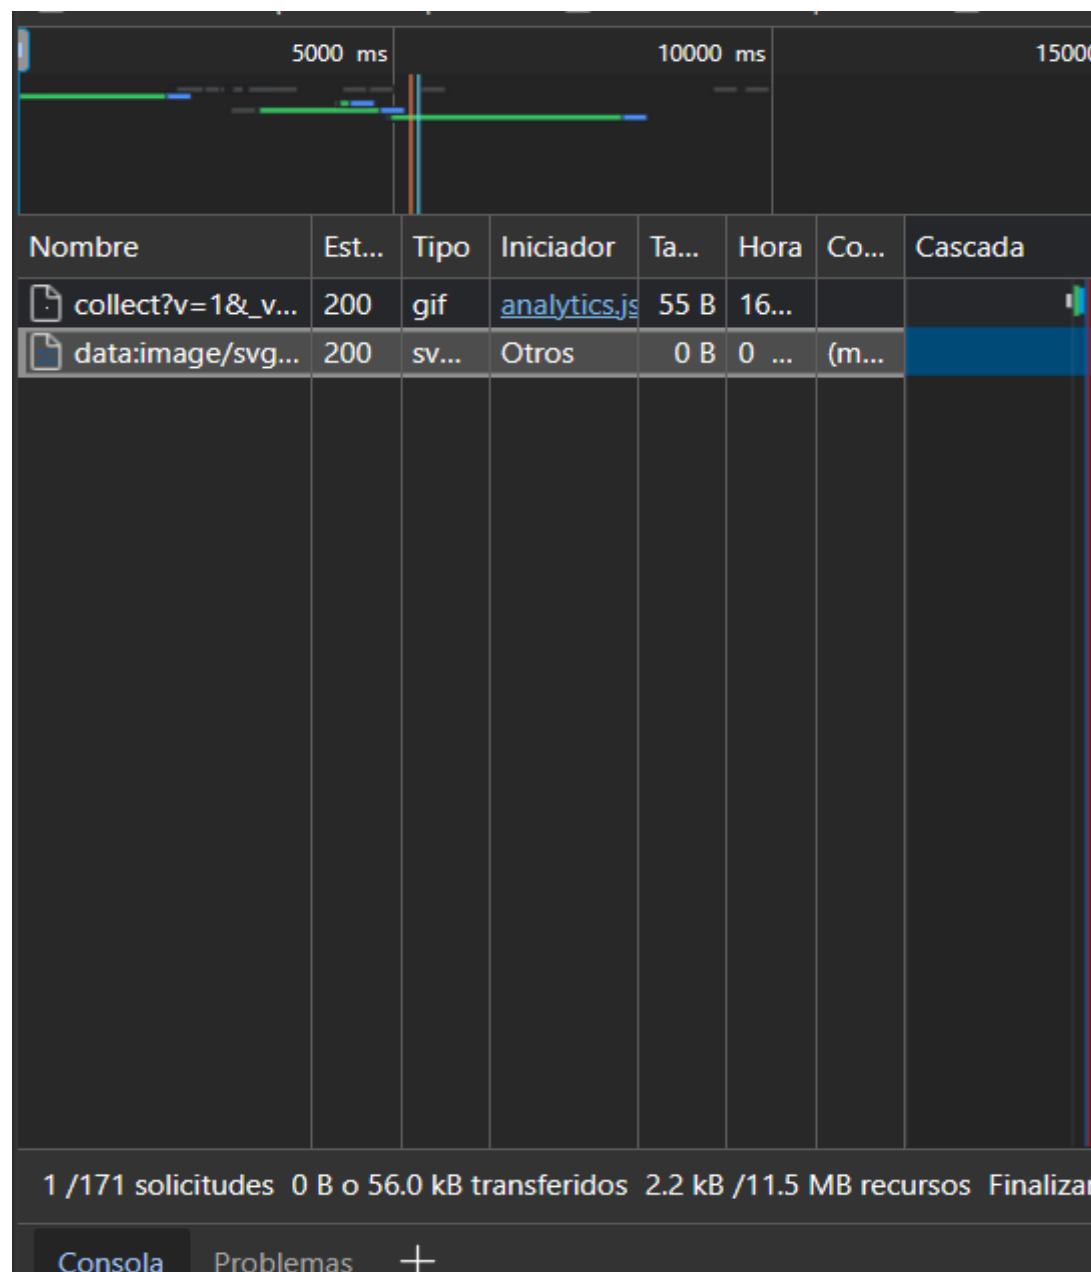 5000 ms 10000 ms 15000
Nombre Est... Tipo Iniciador Ta... Hora Co... Cascada
collect?v=1&_v... 200 gif analytics.js 55 B 16...
data:image/svg... 200 sv... Otros 0 B 0 ... (m...
1 /171 solicitudes 0 B o 56.0 kB transferidos 2.2 kB /11.5 MB recursos Finalizar
Consola Problemas +